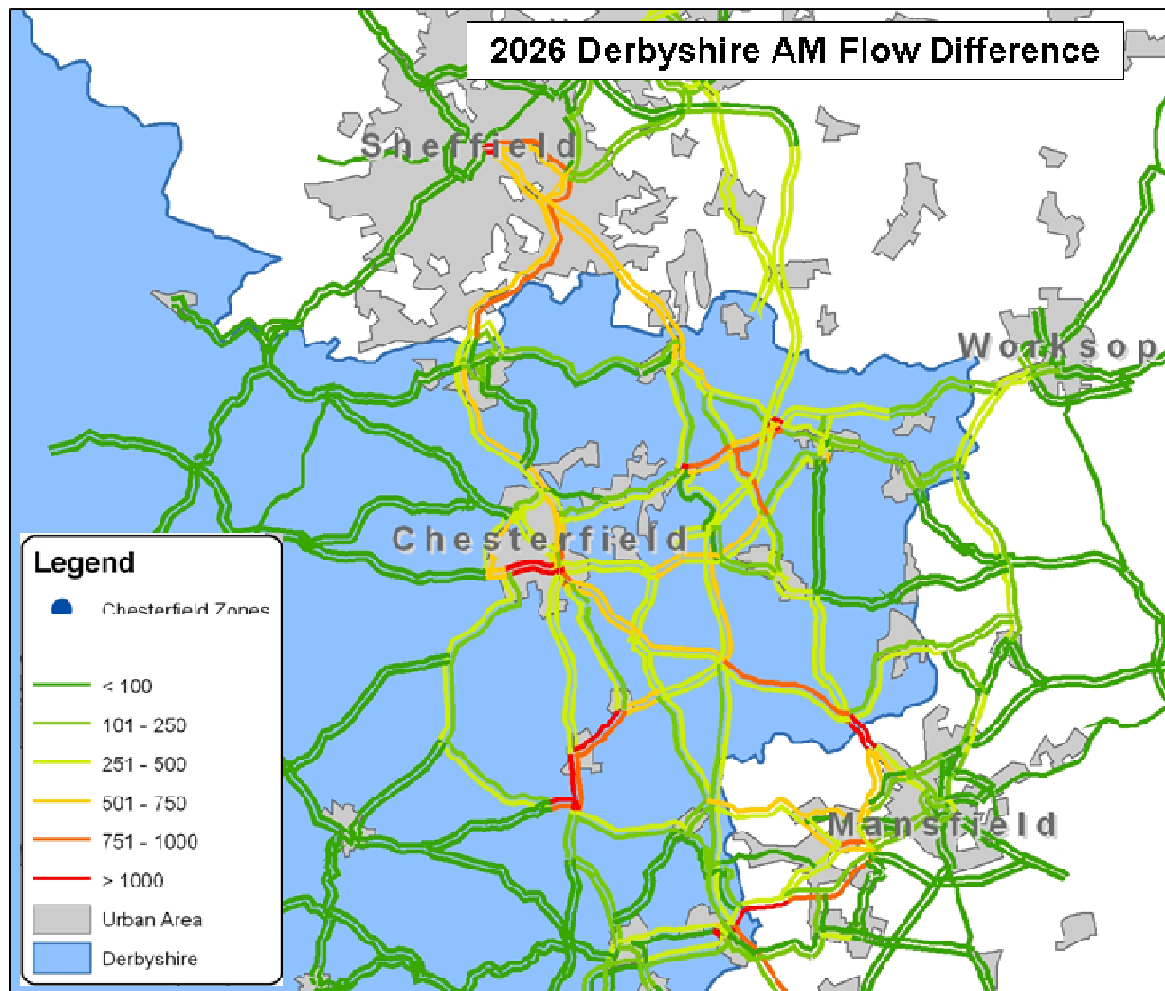 2026 Derbyshire AM Flow Difference
Sheffield
Worksop
Chesterfield
Mansfield
Legend
Chesterfield Zones
< 100
101 - 250
251 - 500
501 - 750
751 - 1000
> 1000
Urban Area
Derbyshire